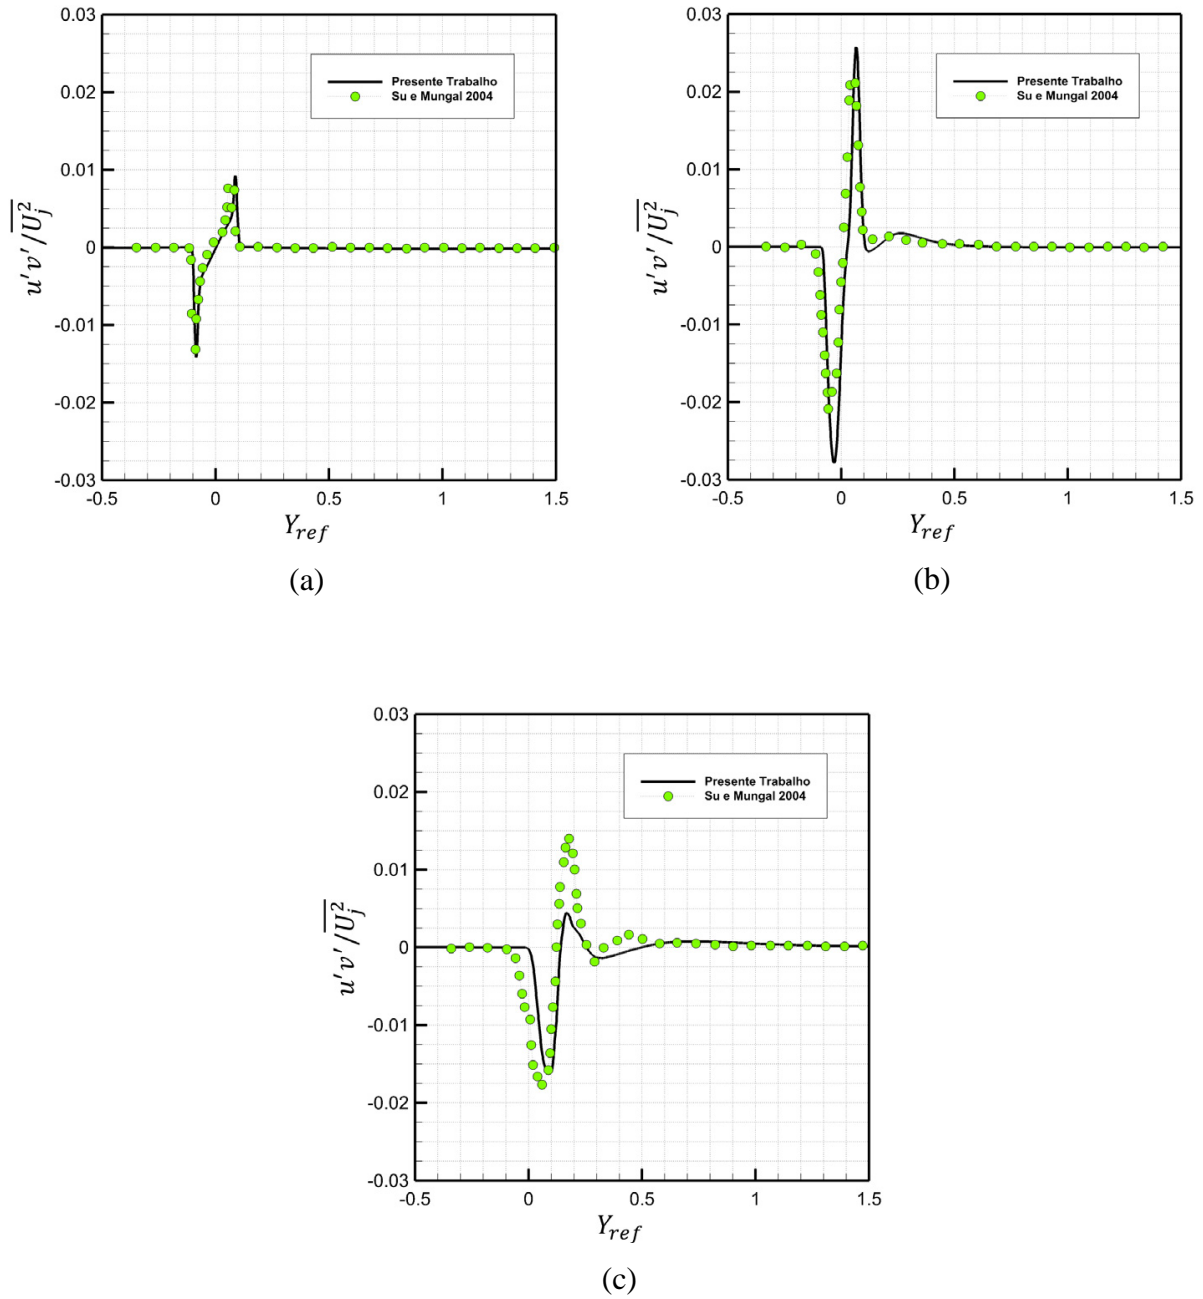 0.03
0.02
0.01
0
-0.01
-0.02
-0.03
-0.5
0
0.5
1
1.5
u′v′/U_j^2
Y_ref
Presente Trabalho
Su e Mungal 2004
(a)
0.03
0.02
0.01
0
-0.01
-0.02
-0.03
-0.5
0
0.5
1
1.5
u′v′/U_j^2
Y_ref
Presente Trabalho
Su e Mungal 2004
(b)
0.03
0.02
0.01
0
-0.01
-0.02
-0.03
-0.5
0
0.5
1
1.5
u′v′/U_j^2
Y_ref
Presente Trabalho
Su e Mungal 2004
(c)